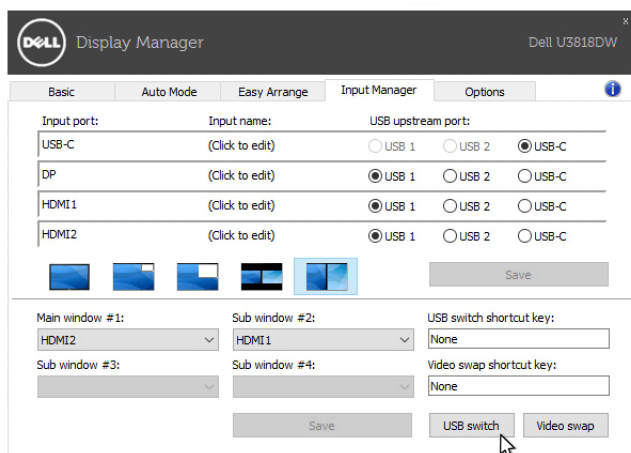 x
DELL Display Manager Dell U3818DW
Basic Auto Mode Easy Arrange Input Manager Options i
Input port: Input name: USB upstream port:
USB-C (Click to edit) USB 1 USB 2 USB-C
DP (Click to edit) USB 1 USB 2 USB-C
HDMI1 (Click to edit) USB 1 USB 2 USB-C
HDMI2 (Click to edit) USB 1 USB 2 USB-C
Save
Main window #1: Sub window #2: USB switch shortcut key:
HDMI2 HDMI1 None
Sub window #3: Sub window #4: Video swap shortcut key:
None
Save USB switch Video swap